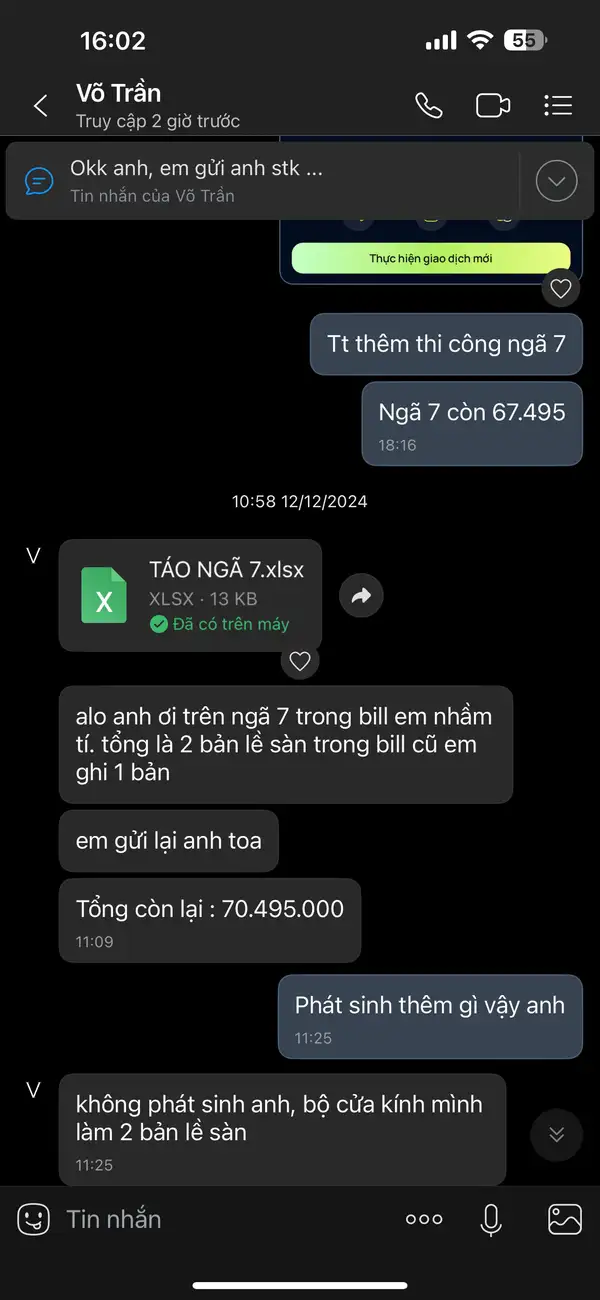 16:02
55
Võ Trần
Truy cập 2 giờ trước
Okk anh, em gửi anh stk ...
Tin nhắn của Võ Trần
Thực hiện giao dịch mới
Tt thêm thi công ngã 7
Ngã 7 còn 67.495
18:16
10:58 12/12/2024
V
TÁO NGÃ 7.xlsx
X
XLSX · 13 KB
Đã có trên máy
alo anh ơi trên ngã 7 trong bill em nhầm
tí. tổng là 2 bản lề sàn trong bill cũ em
ghi 1 bản
em gửi lại anh toa
Tổng còn lại : 70.495.000
11:09
Phát sinh thêm gì vậy anh
11:25
V
không phát sinh anh, bộ cửa kính mình
làm 2 bản lề sàn
11:25
Tin nhắn